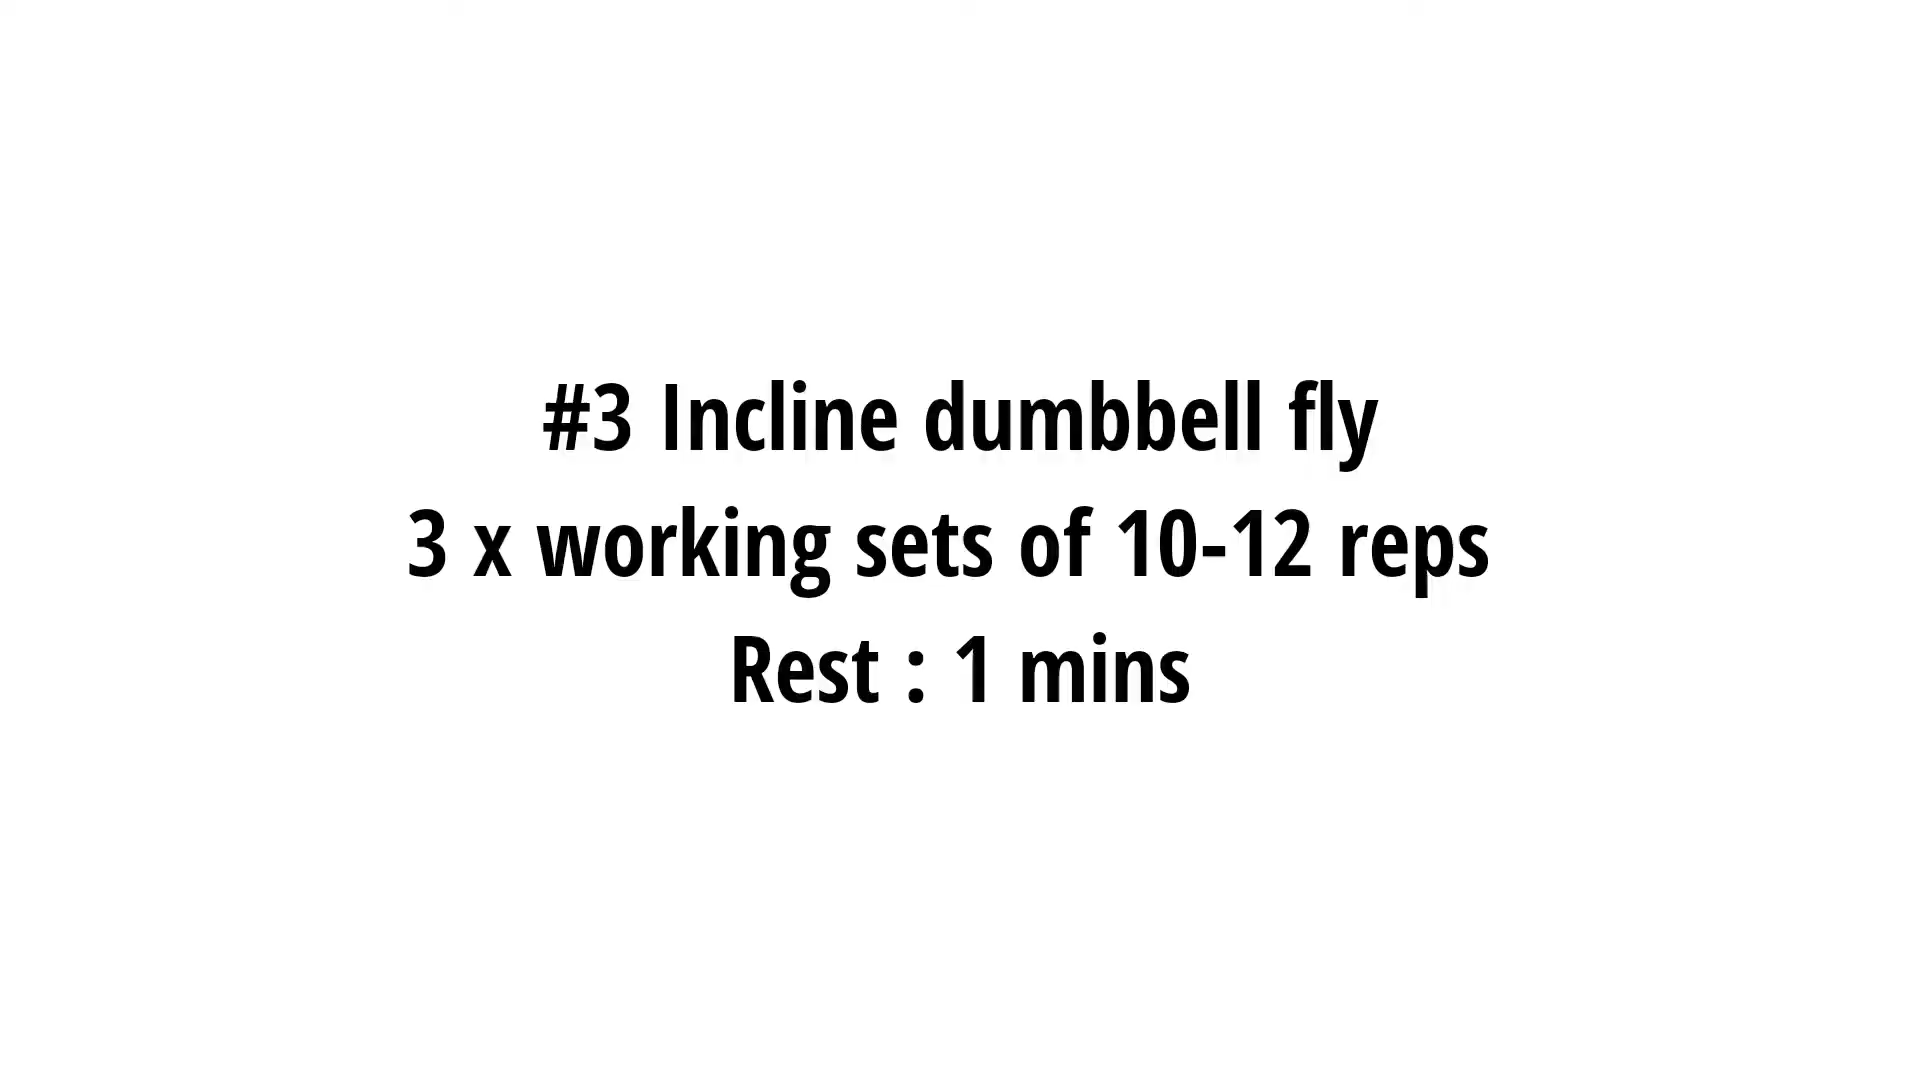 #3 Incline dumbbell fly
3 x working sets of 10-12 reps
Rest : 1 mins